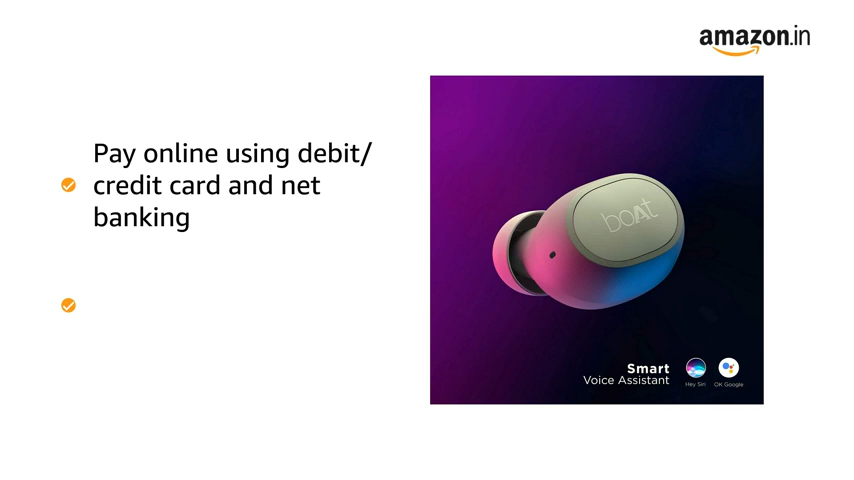 amazon.in
Pay online using debit/
credit card and net
banking
boAt
Smart
Voice Assistant
Hey Siri
OK Google